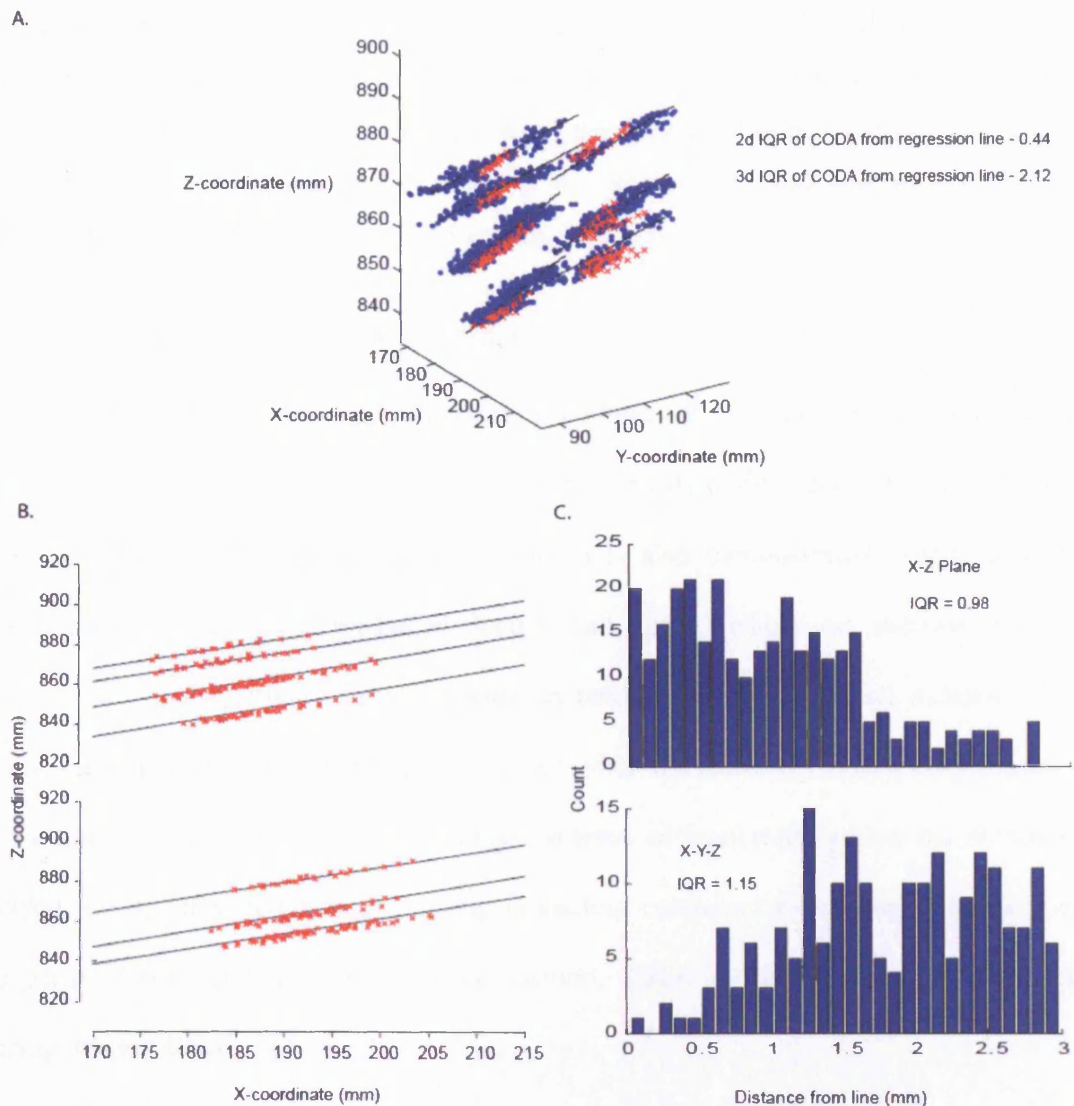 A.
900
890
880
870
860
850
840
Z-coordinate (mm)
2d IQR of CODA from regression line - 0.44
3d IQR of CODA from regression line - 2.12
170
180
190
200
210
X-coordinate (mm)
90
100
110
120
Y-coordinate (mm)
B.
920
900
880
860
840
820
920
900
880
860
840
820
Z-coordinate (mm)
170 175 180 185 190 195 200 205 210 215
X-coordinate (mm)
C.
25
20
15
10
5
0
X-Z Plane
IQR = 0.98
Count
15
10
5
0
X-Y-Z
IQR = 1.15
0 0.5 1 1.5 2 2.5 3
Distance from line (mm)